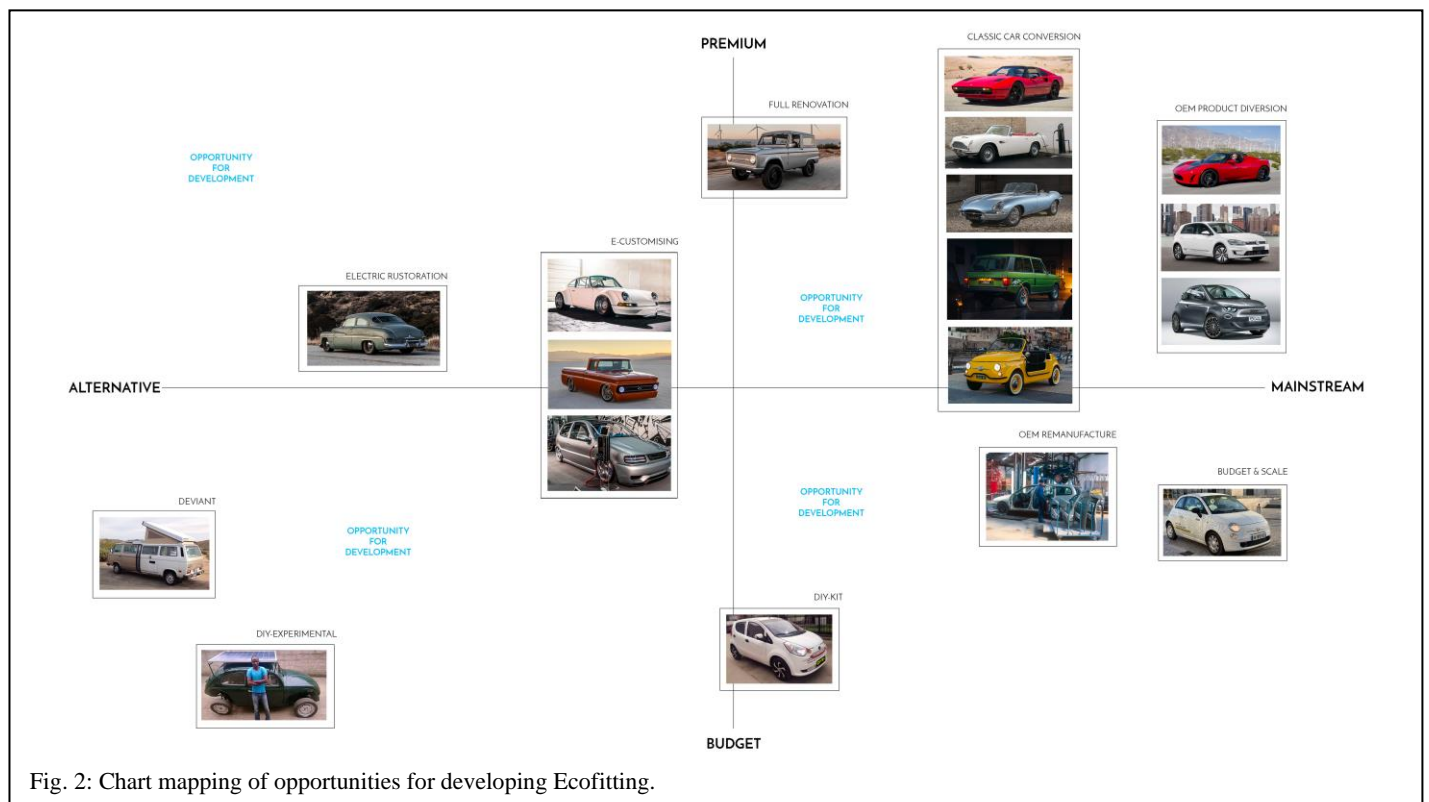 CLASSIC CAR CONVERSION
PREMIUM
FULL RENOVATION
OEM PRODUCT DIVERSION
OPPORTUNITY
FOR
DEVELOPMENT
E-CUSTOMISING
ELECTRIC RUSTORATION
OPPORTUNITY
FOR
DEVELOPMENT
ALTERNATIVE
MAINSTREAM
OEM REMANUFACTURE
BUDGET & SCALE
DEVIANT
OPPORTUNITY
FOR
DEVELOPMENT
OPPORTUNITY
FOR
DEVELOPMENT
DIY-KIT
DIY-EXPERIMENTAL
BUDGET
Fig. 2: Chart mapping of opportunities for developing Ecofitting.